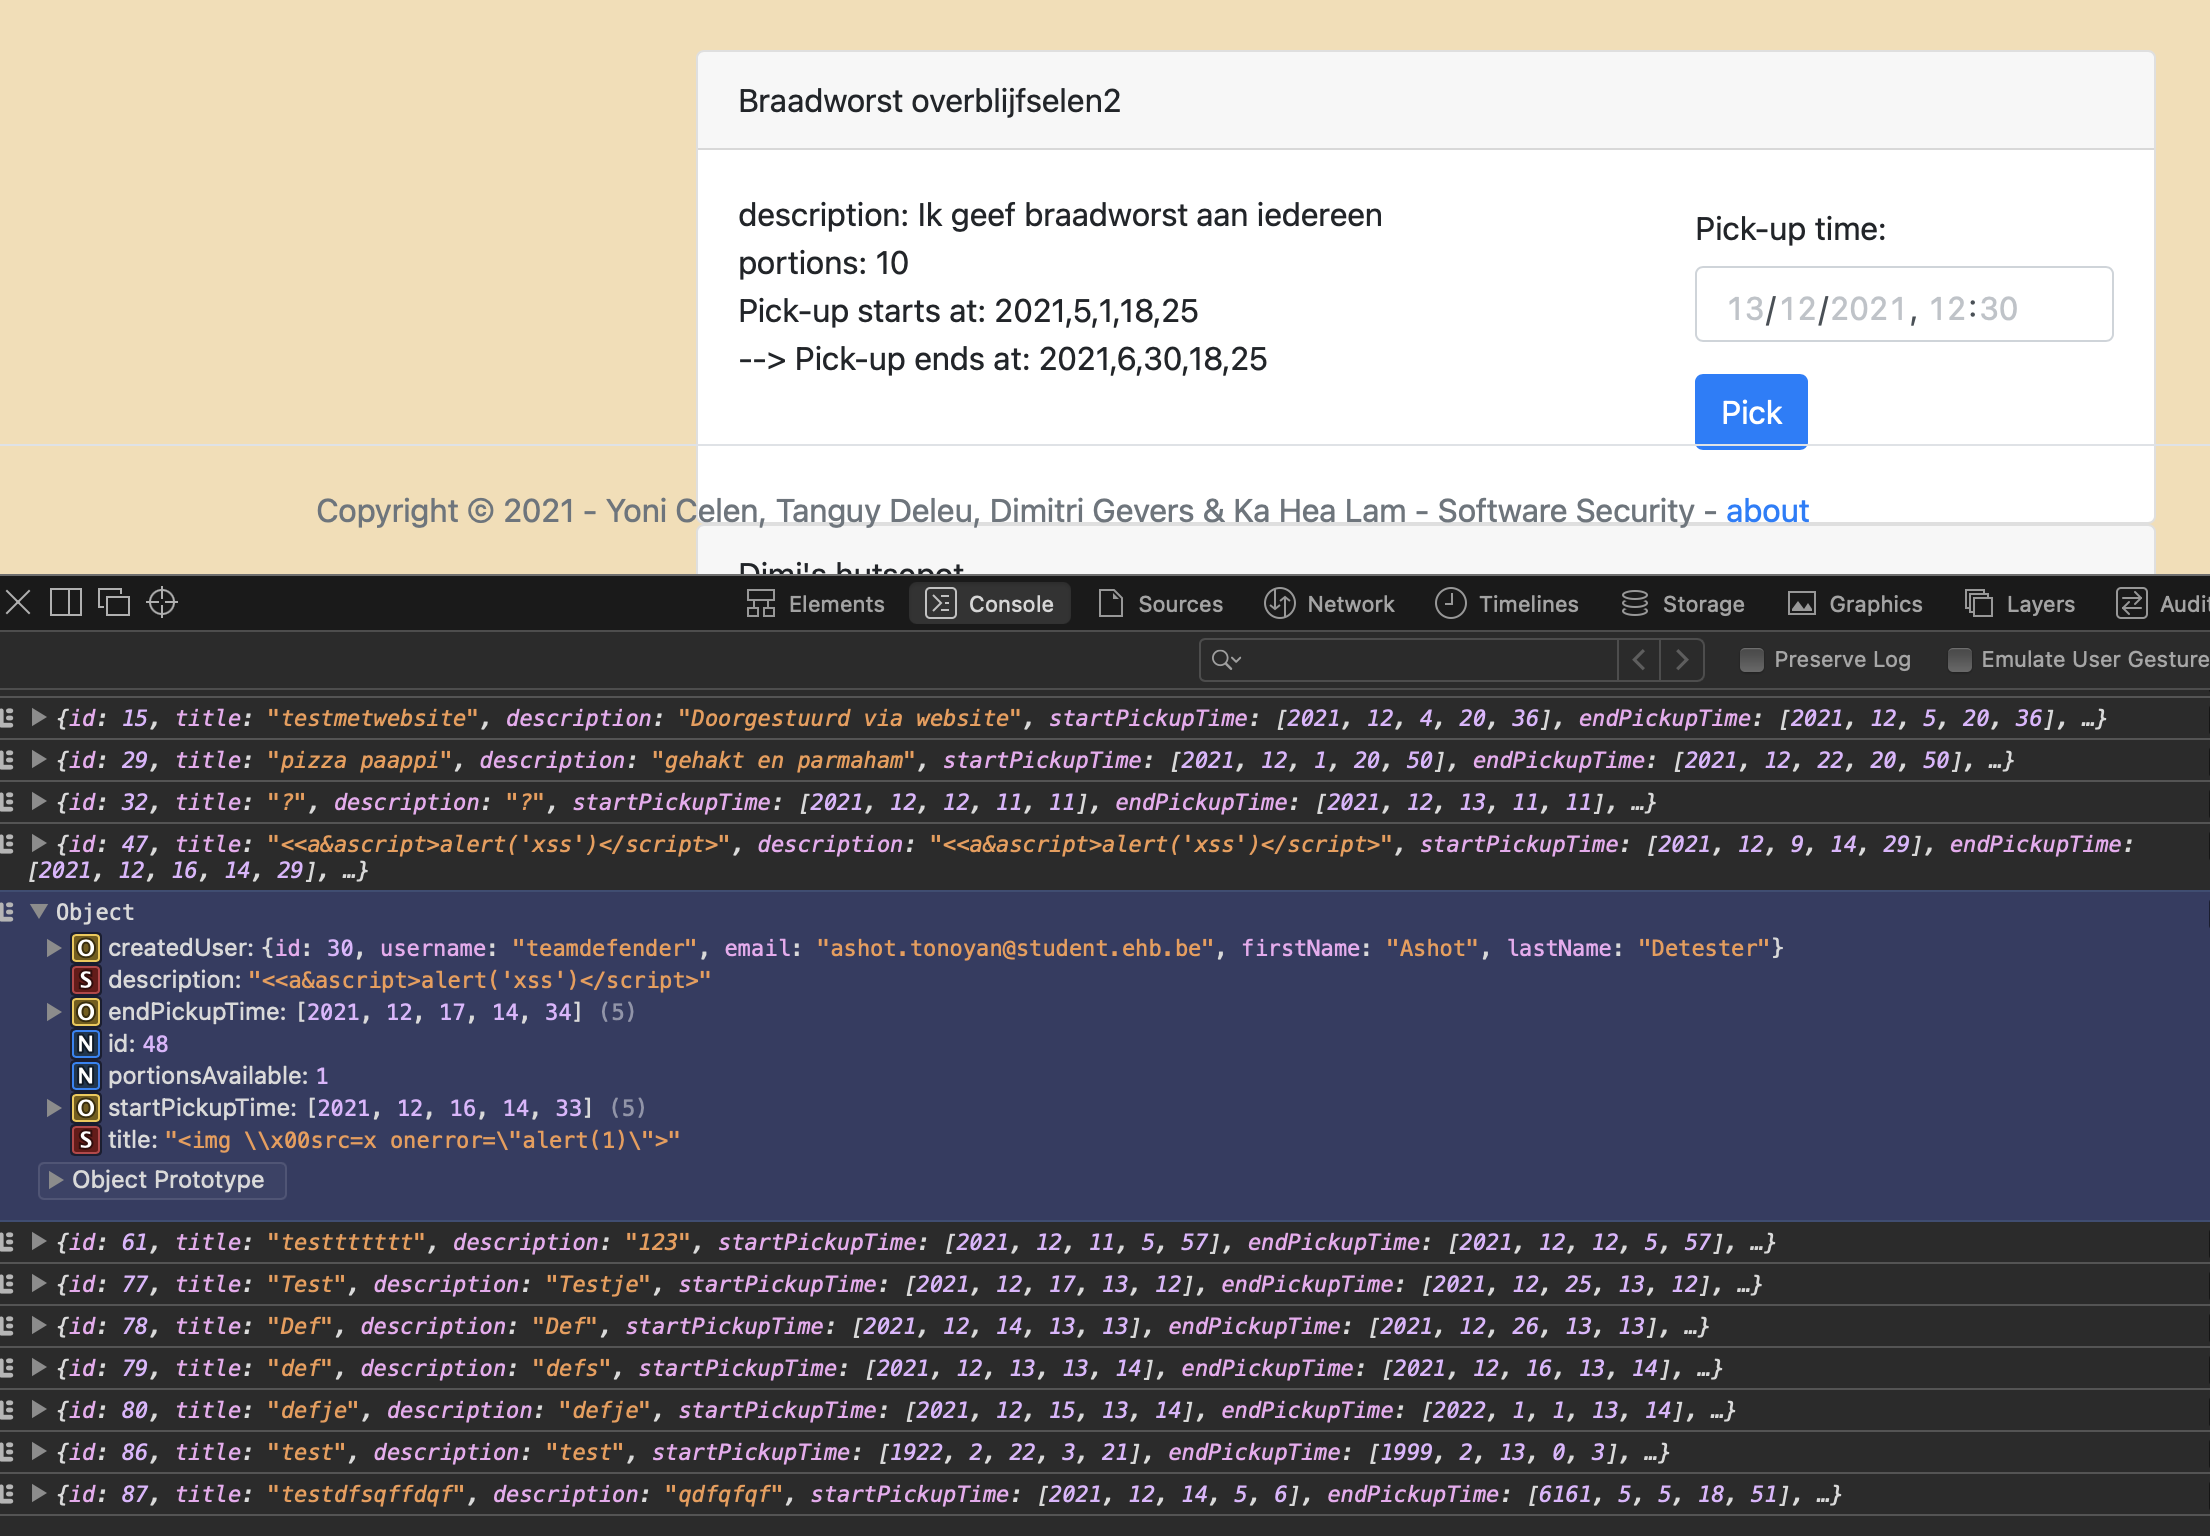 Braadworst overblijfselen2
description: Ik geef braadworst aan iedereen
portions: 10
Pick-up starts at: 2021,5,1,18,25
--> Pick-up ends at: 2021,6,30,18,25
Pick-up time:
13/12/2021, 12:30
Pick
Copyright © 2021 - Yoni Celen, Tanguy Deleu, Dimitri Gevers & Ka Hea Lam - Software Security - about
Dimi's hutsepot
Elements Console Sources Network Timelines Storage Graphics Layers Audi
Preserve Log Emulate User Gesture
{id: 15, title: "testmetwebsite", description: "Doorgestuurd via website", startPickupTime: [2021, 12, 4, 20, 36], endPickupTime: [2021, 12, 5, 20, 36], …}
{id: 29, title: "pizza paappi", description: "gehakt en parmaham", startPickupTime: [2021, 12, 1, 20, 50], endPickupTime: [2021, 12, 22, 20, 50], …}
{id: 32, title: "?", description: "?", startPickupTime: [2021, 12, 12, 11, 11], endPickupTime: [2021, 12, 13, 11, 11], …}
{id: 47, title: "<<a&ascript>alert('xss')</script>", description: "<<a&ascript>alert('xss')</script>", startPickupTime: [2021, 12, 9, 14, 29], endPickupTime:
[2021, 12, 16, 14, 29], …}
Object
O createdUser: {id: 30, username: "teamdefender", email: "ashot.tonoyan@student.ehb.be", firstName: "Ashot", lastName: "Detester"}
S description: "<<a&ascript>alert('xss')</script>"
O endPickupTime: [2021, 12, 17, 14, 34] (5)
N id: 48
N portionsAvailable: 1
O startPickupTime: [2021, 12, 16, 14, 33] (5)
S title: "<img \\x00src=x onerror=\"alert(1)\">"
Object Prototype
{id: 61, title: "testttttt", description: "123", startPickupTime: [2021, 12, 11, 5, 57], endPickupTime: [2021, 12, 12, 5, 57], …}
{id: 77, title: "Test", description: "Testje", startPickupTime: [2021, 12, 17, 13, 12], endPickupTime: [2021, 12, 25, 13, 12], …}
{id: 78, title: "Def", description: "Def", startPickupTime: [2021, 12, 14, 13, 13], endPickupTime: [2021, 12, 26, 13, 13], …}
{id: 79, title: "def", description: "defs", startPickupTime: [2021, 12, 13, 13, 14], endPickupTime: [2021, 12, 16, 13, 14], …}
{id: 80, title: "defje", description: "defje", startPickupTime: [2021, 12, 15, 13, 14], endPickupTime: [2022, 1, 1, 13, 14], …}
{id: 86, title: "test", description: "test", startPickupTime: [1922, 2, 22, 3, 21], endPickupTime: [1999, 2, 13, 0, 3], …}
{id: 87, title: "testdfsqffdqf", description: "qdfqfqf", startPickupTime: [2021, 12, 14, 5, 6], endPickupTime: [6161, 5, 5, 18, 51], …}